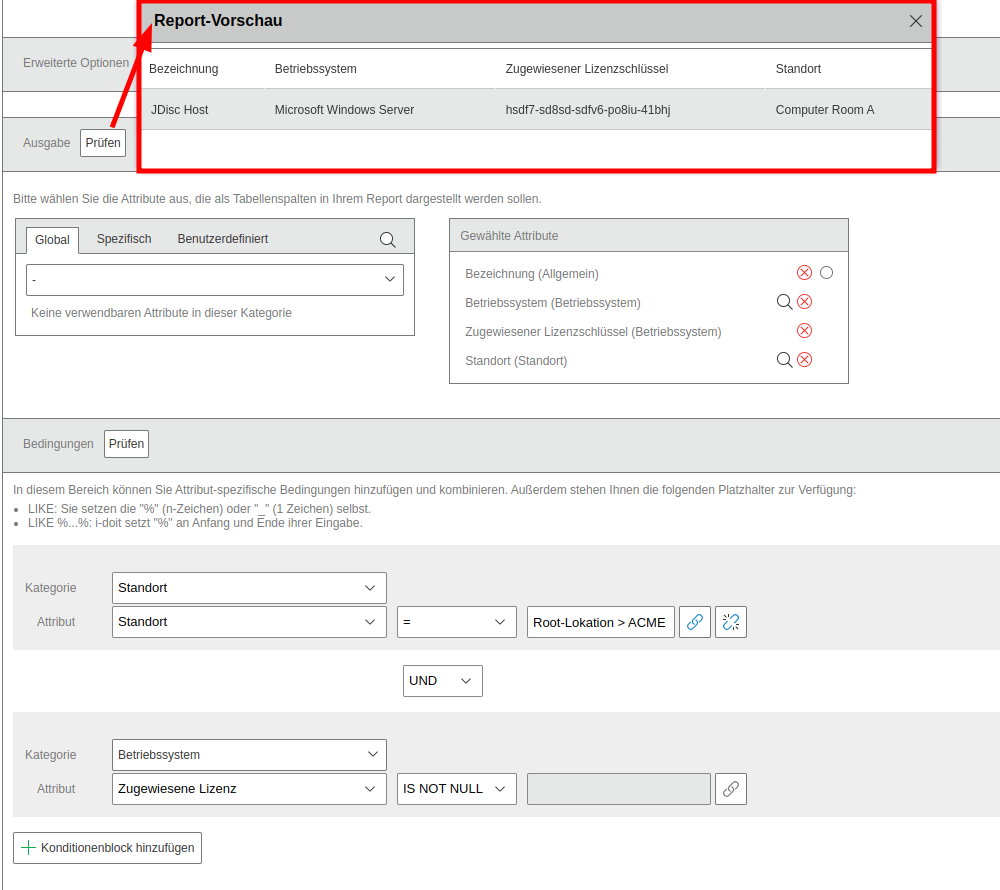 Report-Vorschau
Erweiterte Optionen
Bezeichnung Betriebssystem Zugewiesener Lizenzschlüssel Standort
JDisc Host Microsoft Windows Server hsdf7-sd8sd-sdfv6-po8iu-41bhj Computer Room A
Ausgabe Prüfen
Bitte wählen Sie die Attribute aus, die als Tabellenspalten in Ihrem Report dargestellt werden sollen.
Global Spezifisch Benutzerdefiniert
-
Keine verwendbaren Attribute in dieser Kategorie
Gewählte Attribute
Bezeichnung (Allgemein)
Betriebssystem (Betriebssystem)
Zugewiesener Lizenzschlüssel (Betriebssystem)
Standort (Standort)
Bedingungen Prüfen
In diesem Bereich können Sie Attribut-spezifische Bedingungen hinzufügen und kombinieren. Außerdem stehen Ihnen die folgenden Platzhalter zur Verfügung:
• LIKE: Sie setzen die "%" (n-Zeichen) oder "_" (1 Zeichen) selbst.
• LIKE %...%: i-doit setzt "%" an Anfang und Ende ihrer Eingabe.
Kategorie Standort
Attribut Standort = Root-Lokation > ACME
UND
Kategorie Betriebssystem
Attribut Zugewiesene Lizenz IS NOT NULL
Konditionenblock hinzufügen